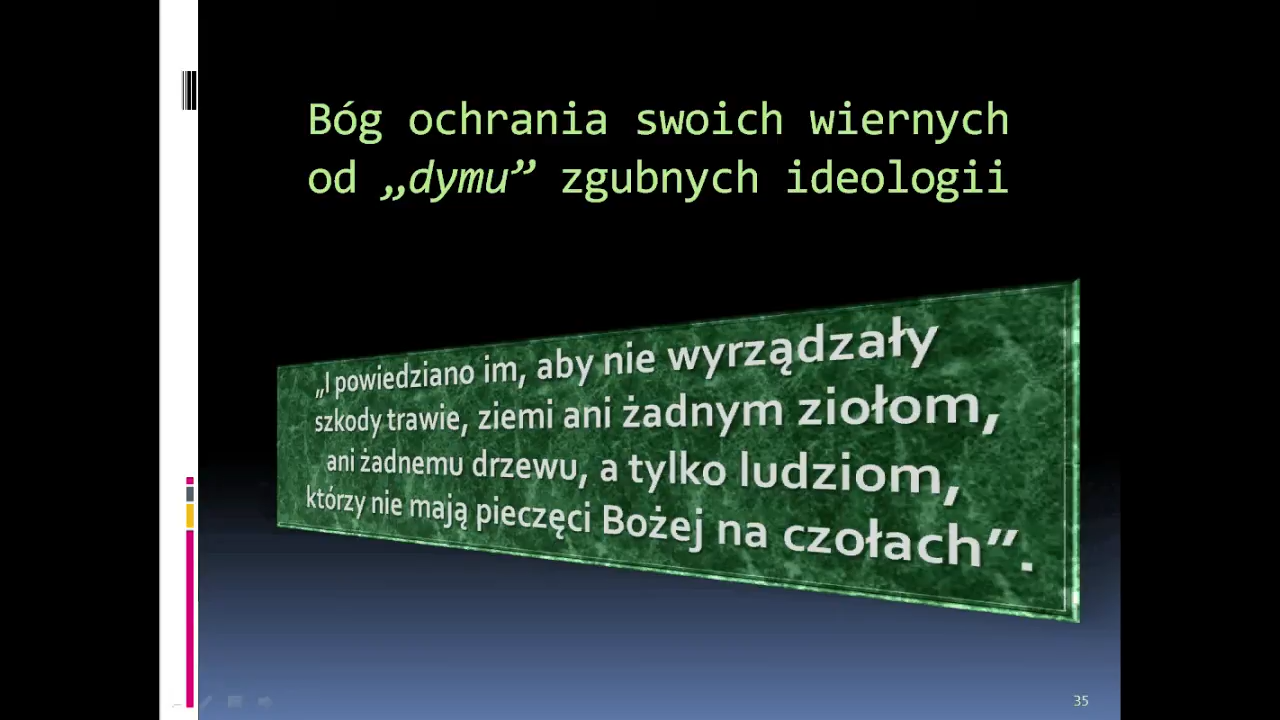 Bóg ochrania swoich wiernych
od „dymu” zgubnych ideologii
„I powiedziano im, aby nie wyrządzały
szkody trawie, ziemi ani żadnym ziołom,
ani żadnemu drzewu, a tylko ludziom,
którzy nie mają pieczęci Bożej na czołach”.
35